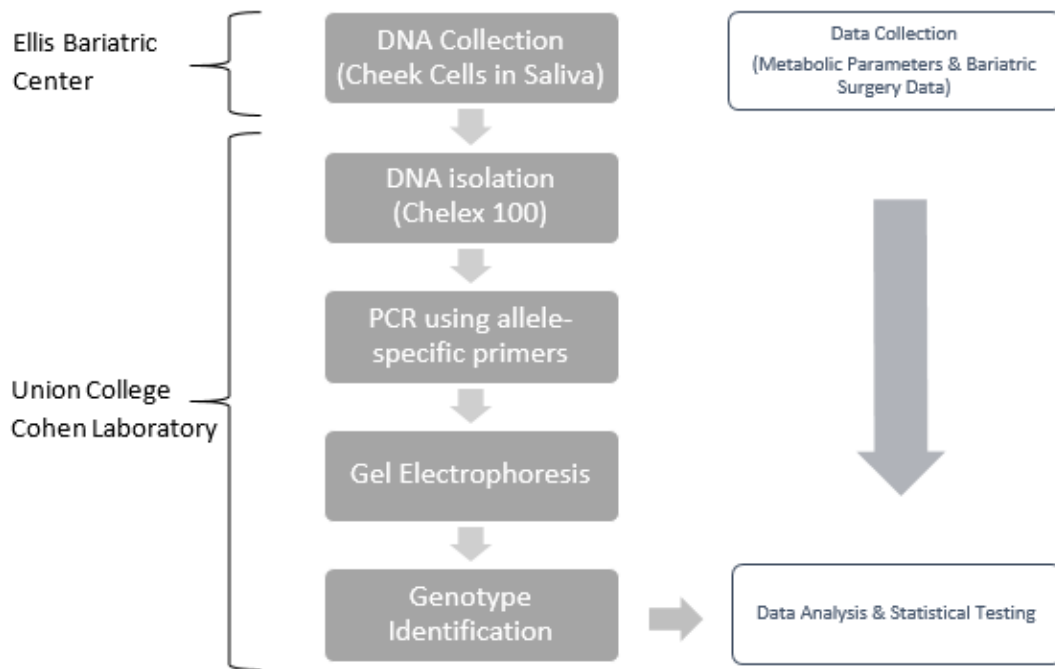 Ellis Bariatric
Center
DNA Collection
(Cheek Cells in Saliva)
Data Collection
(Metabolic Parameters & Bariatric
Surgery Data)
DNA isolation
(Chelex 100)
PCR using allele-
specific primers
Union College
Cohen Laboratory
Gel Electrophoresis
Genotype
Identification
Data Analysis & Statistical Testing